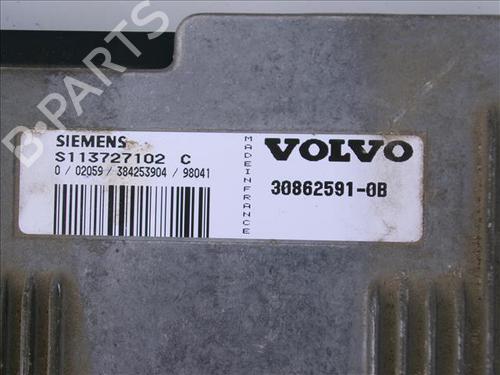 B-PARTS
SIEMENS
S113727102 C
0 / 02059 / 384253904 / 98041
MADE IN FRANCE
VOLVO
30862591-0B